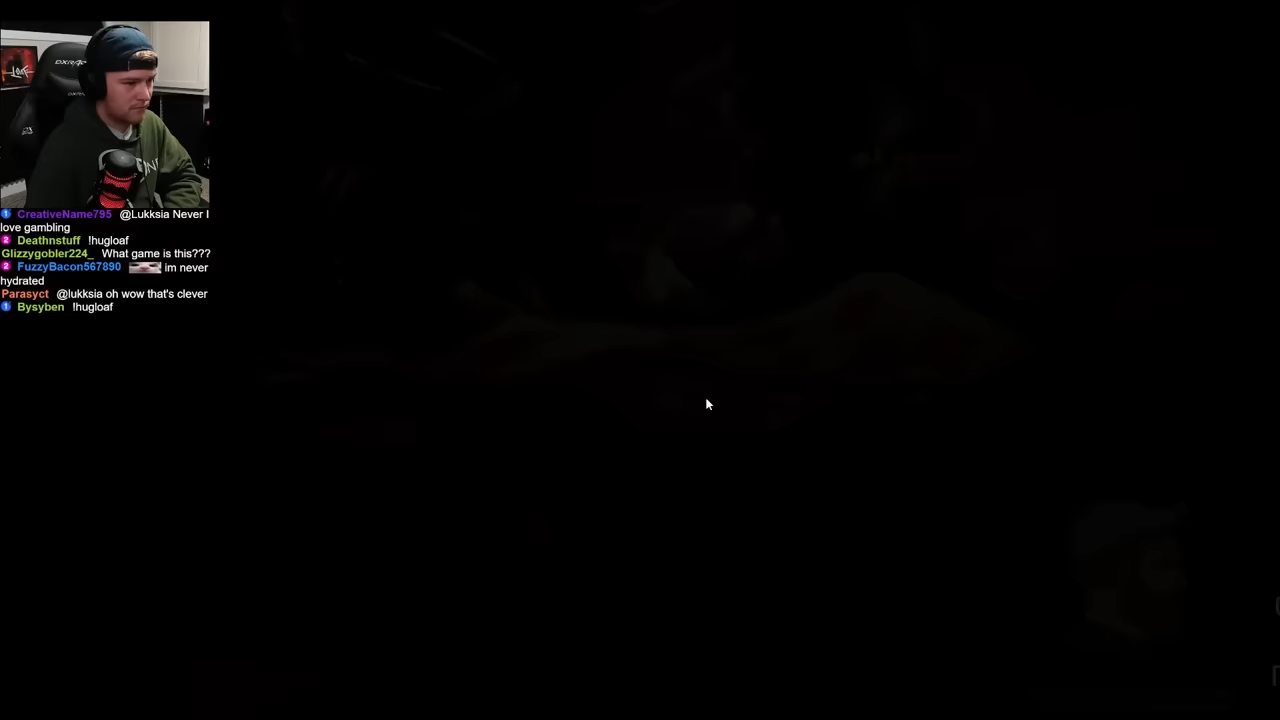 DXRAC
CreativeName795 @Lukksia Never I
love gambling
Deathnstuff !hugloaf
Glizzygobler224_ What game is this???
FuzzyBacon567890 im never
hydrated
Parasyct @lukksia oh wow that's clever
Bysyben !hugloaf